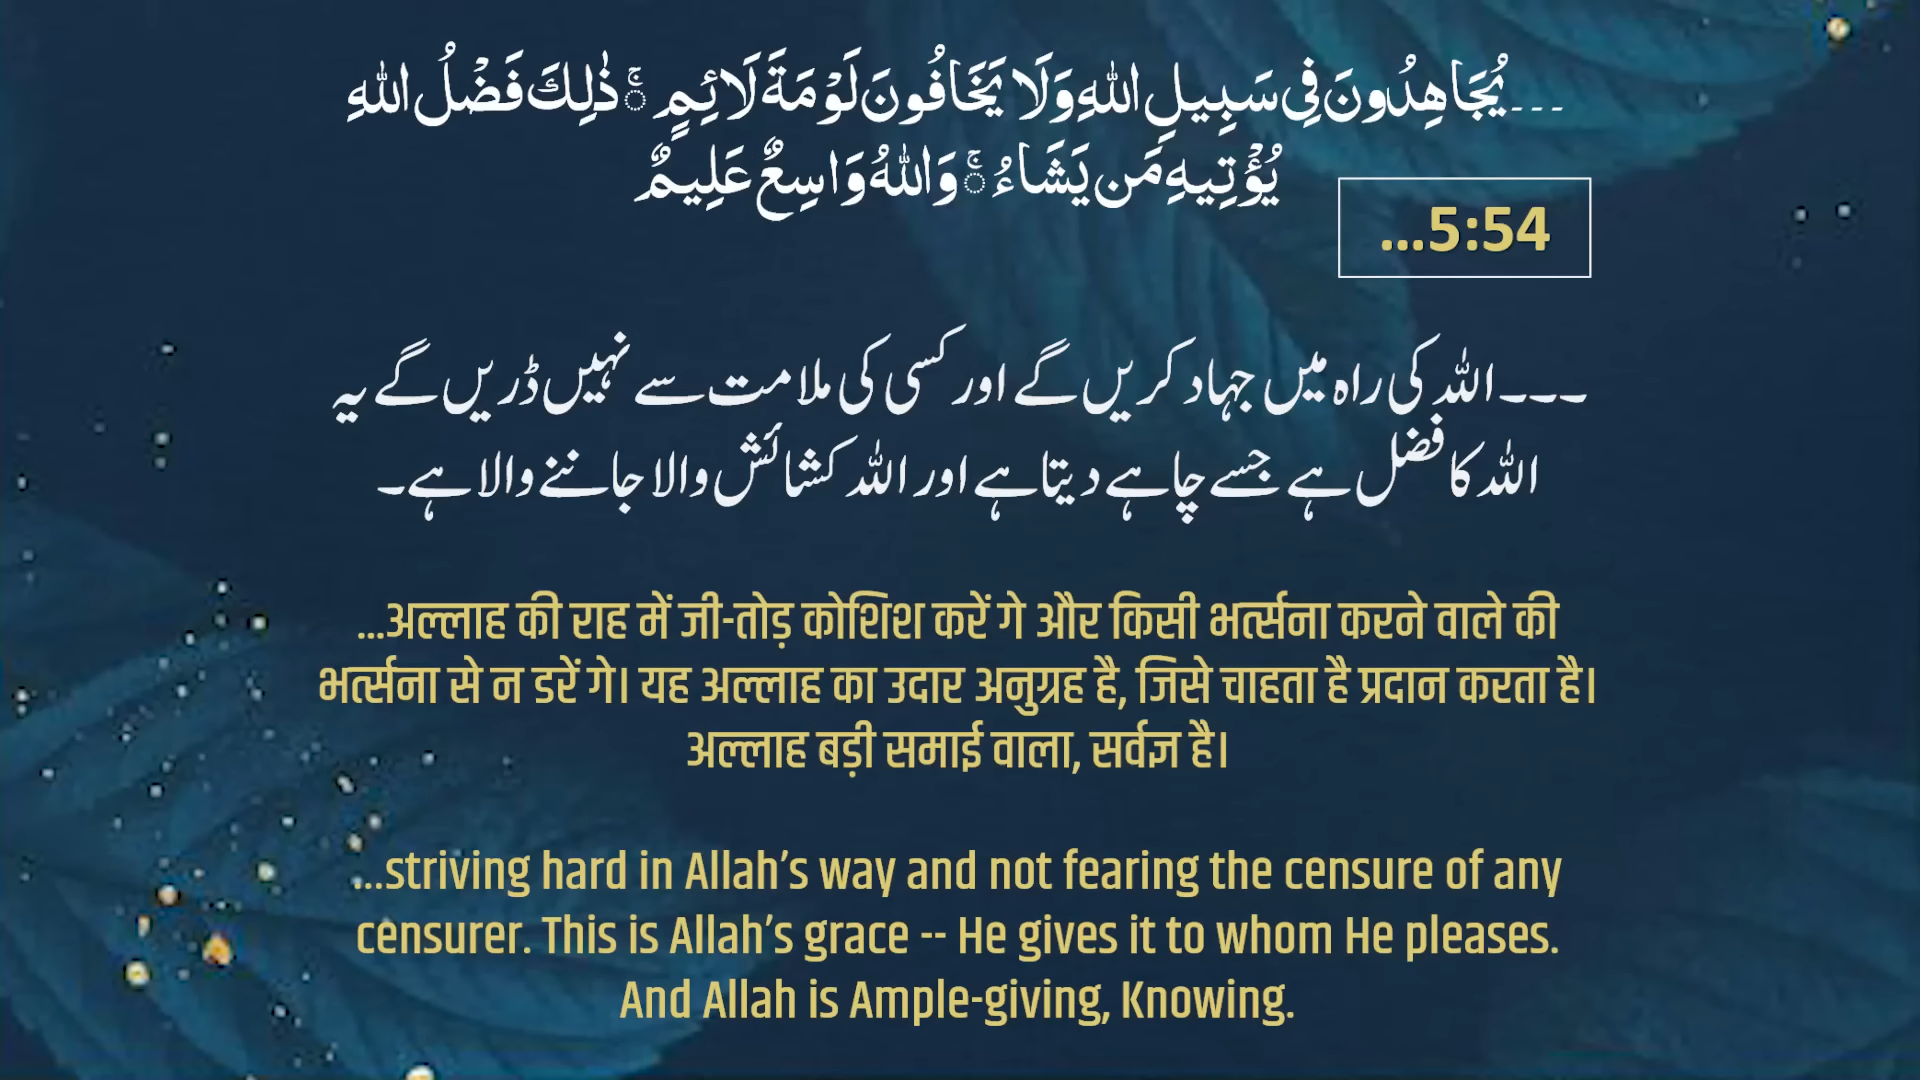 ...يُجَاهِدُونَ فِى سَبِيلِ اللهِ وَلَا يَخَافُونَ لَوْمَةَ لَائِمٍ ۚ ذٰلِكَ فَضْلُ اللهِ
يُؤْتِيهِ مَن يَشَاءُ ۚ وَاللهُ وَاسِعٌ عَلِيمٌ
...5:54
۔۔۔اللہ کی راہ میں جہاد کریں گے اور کسی کی ملامت سے نہیں ڈریں گے یہ
اللہ کا فضل ہے جسے چاہے دیتا ہے اور اللہ کشائش والا جاننے والا ہے۔
...अल्लाह की राह में जी-तोड़ कोशिश करें गे और किसी भर्त्सना करने वाले की
भर्त्सना से न डरें गे। यह अल्लाह का उदार अनुग्रह है, जिसे चाहता है प्रदान करता है।
अल्लाह बड़ी समाई वाला, सर्वज्ञ है।
...striving hard in Allah’s way and not fearing the censure of any
censurer. This is Allah’s grace -- He gives it to whom He pleases.
And Allah is Ample-giving, Knowing.